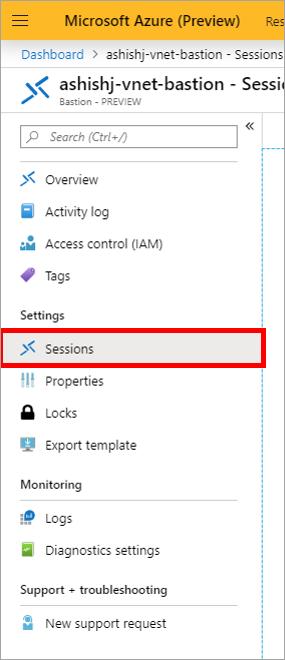 Microsoft Azure (Preview) Res
Dashboard > ashishj-vnet-bastion - Sessions
ashishj-vnet-bastion - Sessio
Bastion - PREVIEW
Search (Ctrl+/)
Overview
Activity log
Access control (IAM)
Tags
Settings
Sessions
Properties
Locks
Export template
Monitoring
Logs
Diagnostics settings
Support + troubleshooting
New support request